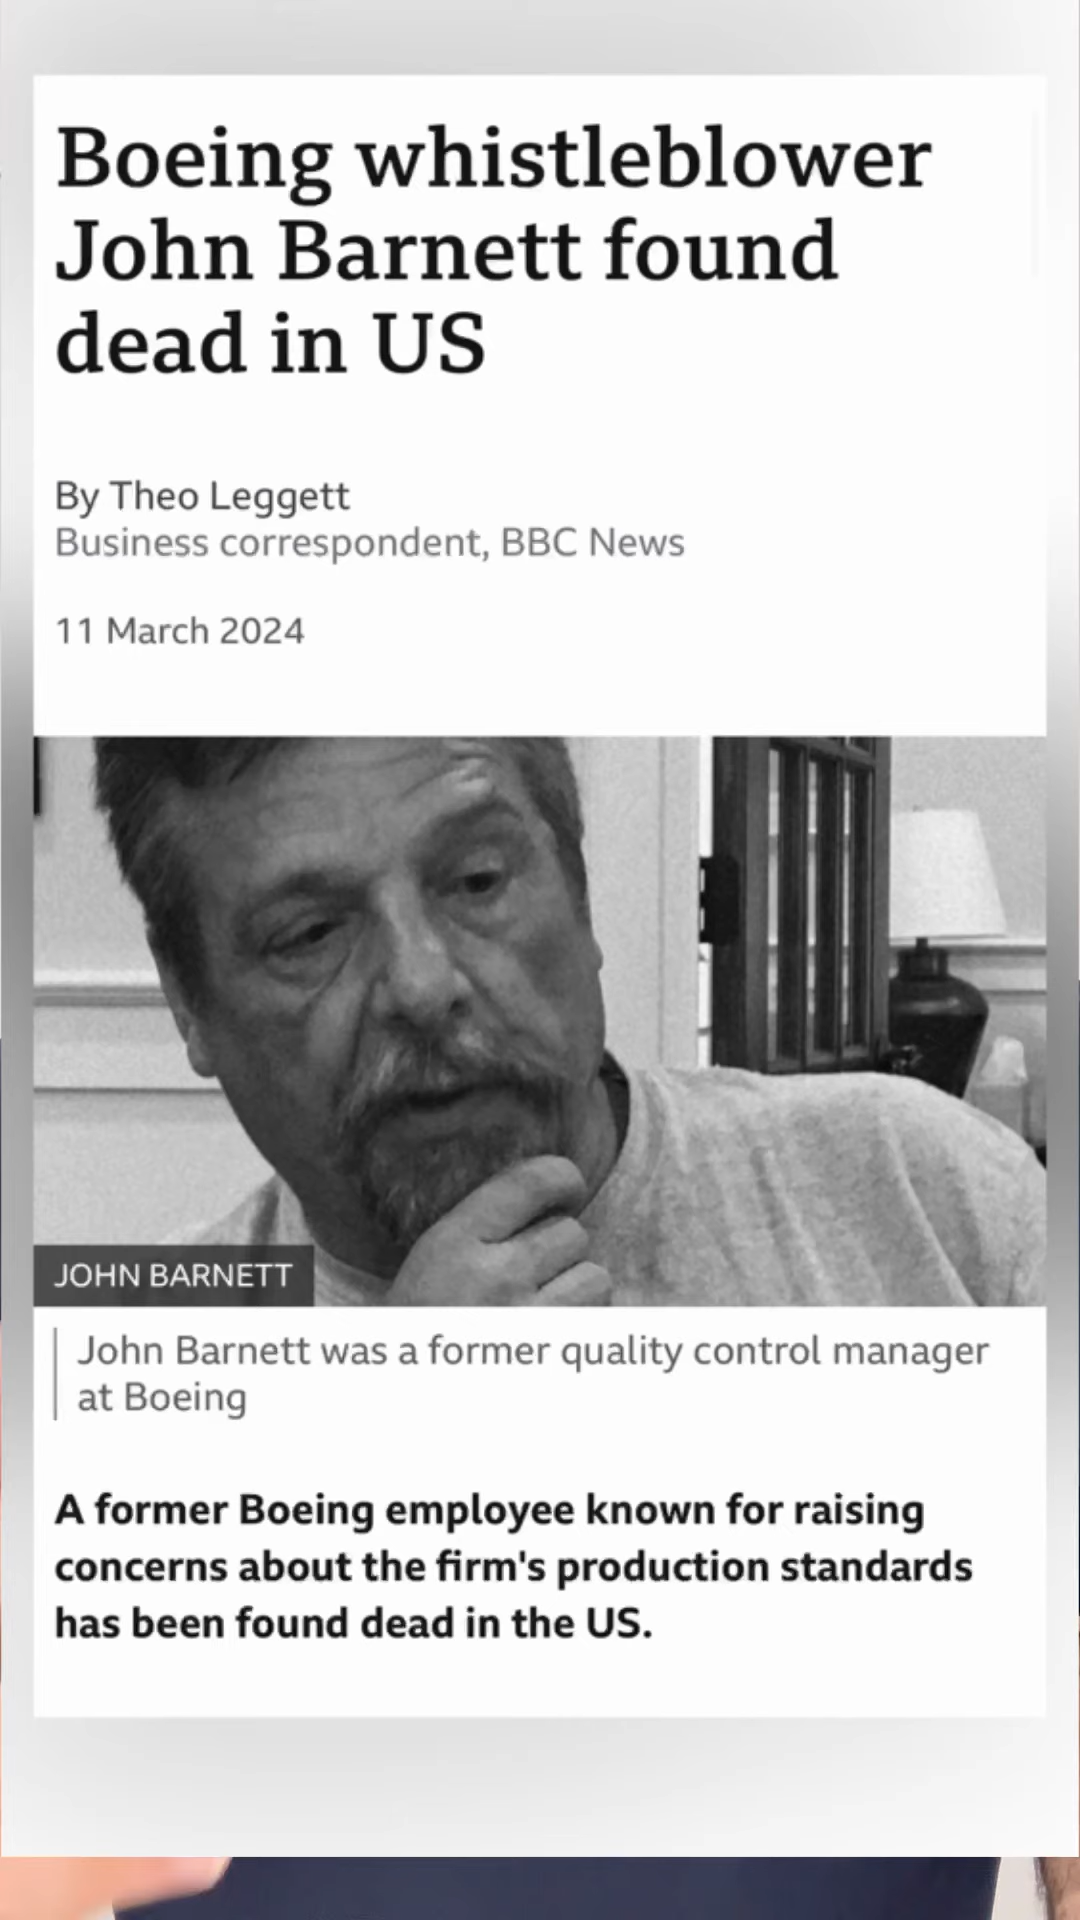 Boeing whistleblower
John Barnett found
dead in US
By Theo Leggett
Business correspondent, BBC News
11 March 2024
JOHN BARNETT
John Barnett was a former quality control manager
at Boeing
A former Boeing employee known for raising
concerns about the firm's production standards
has been found dead in the US.